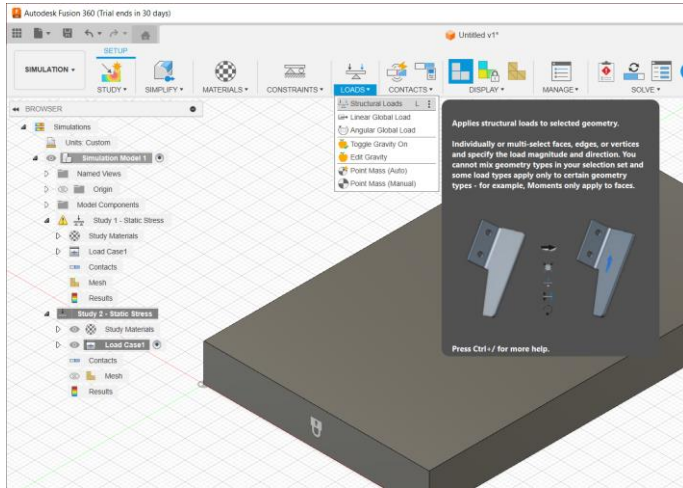 Autodesk Fusion 360 (Trial ends in 30 days)
Untitled v1*
SETUP
SIMULATION
STUDY
SIMPLIFY
MATERIALS
CONSTRAINTS
LOADS
CONTACTS
DISPLAY
MANAGE
SOLVE
BROWSER
Simulations
Units: Custom
Simulation Model 1
Named Views
Origin
Model Components
Study 1 - Static Stress
Study Materials
Load Case1
Contacts
Mesh
Results
Study 2 - Static Stress
Study Materials
Load Case1
Contacts
Mesh
Results
Structural Loads L
Linear Global Load
Angular Global Load
Toggle Gravity On
Edit Gravity
Point Mass (Auto)
Point Mass (Manual)
Applies structural loads to selected geometry.
Individually or multi-select faces, edges, or vertices
and specify the load magnitude and direction. You
cannot mix geometry types in your selection set and
some load types apply only to certain geometry
types - for example, Moments only apply to faces.
Press Ctrl+/ for more help.